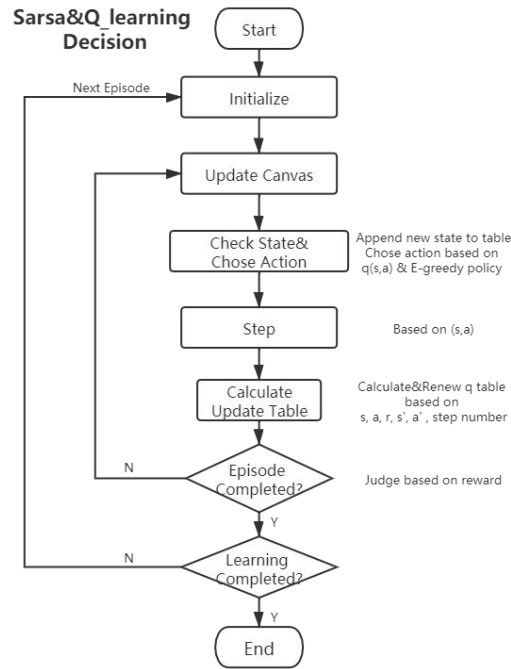 Sarsa&Q_learning
Decision
Start
Next Episode
Initialize
Update Canvas
Check State&
Chose Action
Append new state to table
Chose action based on
q(s,a) & E-greedy policy
Step
Based on (s,a)
Calculate
Update Table
Calculate&Renew q table
based on
s, a, r, s', a' , step number
N
Episode
Completed?
Judge based on reward
Y
N
Learning
Completed?
Y
End